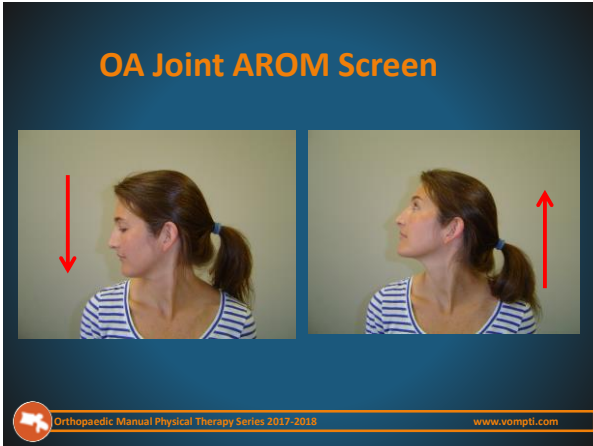 OA Joint AROM Screen
Orthopaedic Manual Physical Therapy Series 2017-2018
www.vompti.com